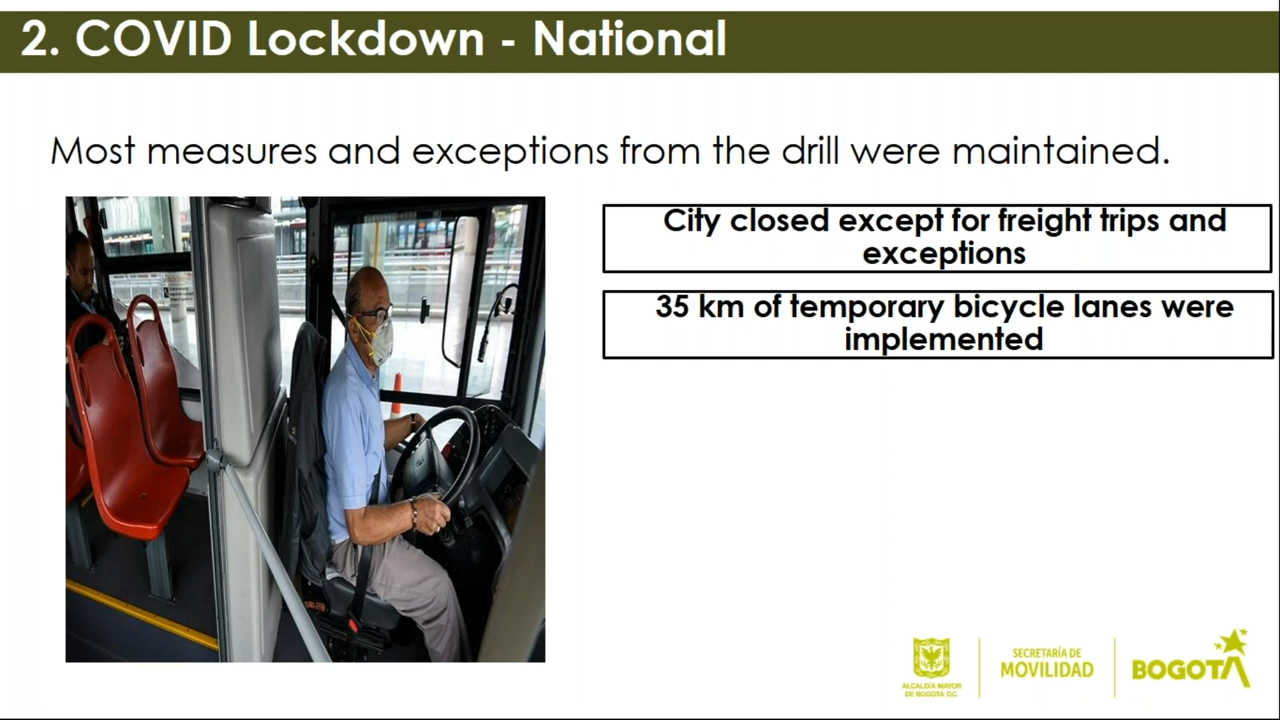 2. COVID Lockdown - National
Most measures and exceptions from the drill were maintained.
City closed except for freight trips and
exceptions
35 km of temporary bicycle lanes were
implemented
ALCALDÍA MAYOR
DE BOGOTÁ D.C.
SECRETARÍA DE
MOVILIDAD
BOGOTÁ